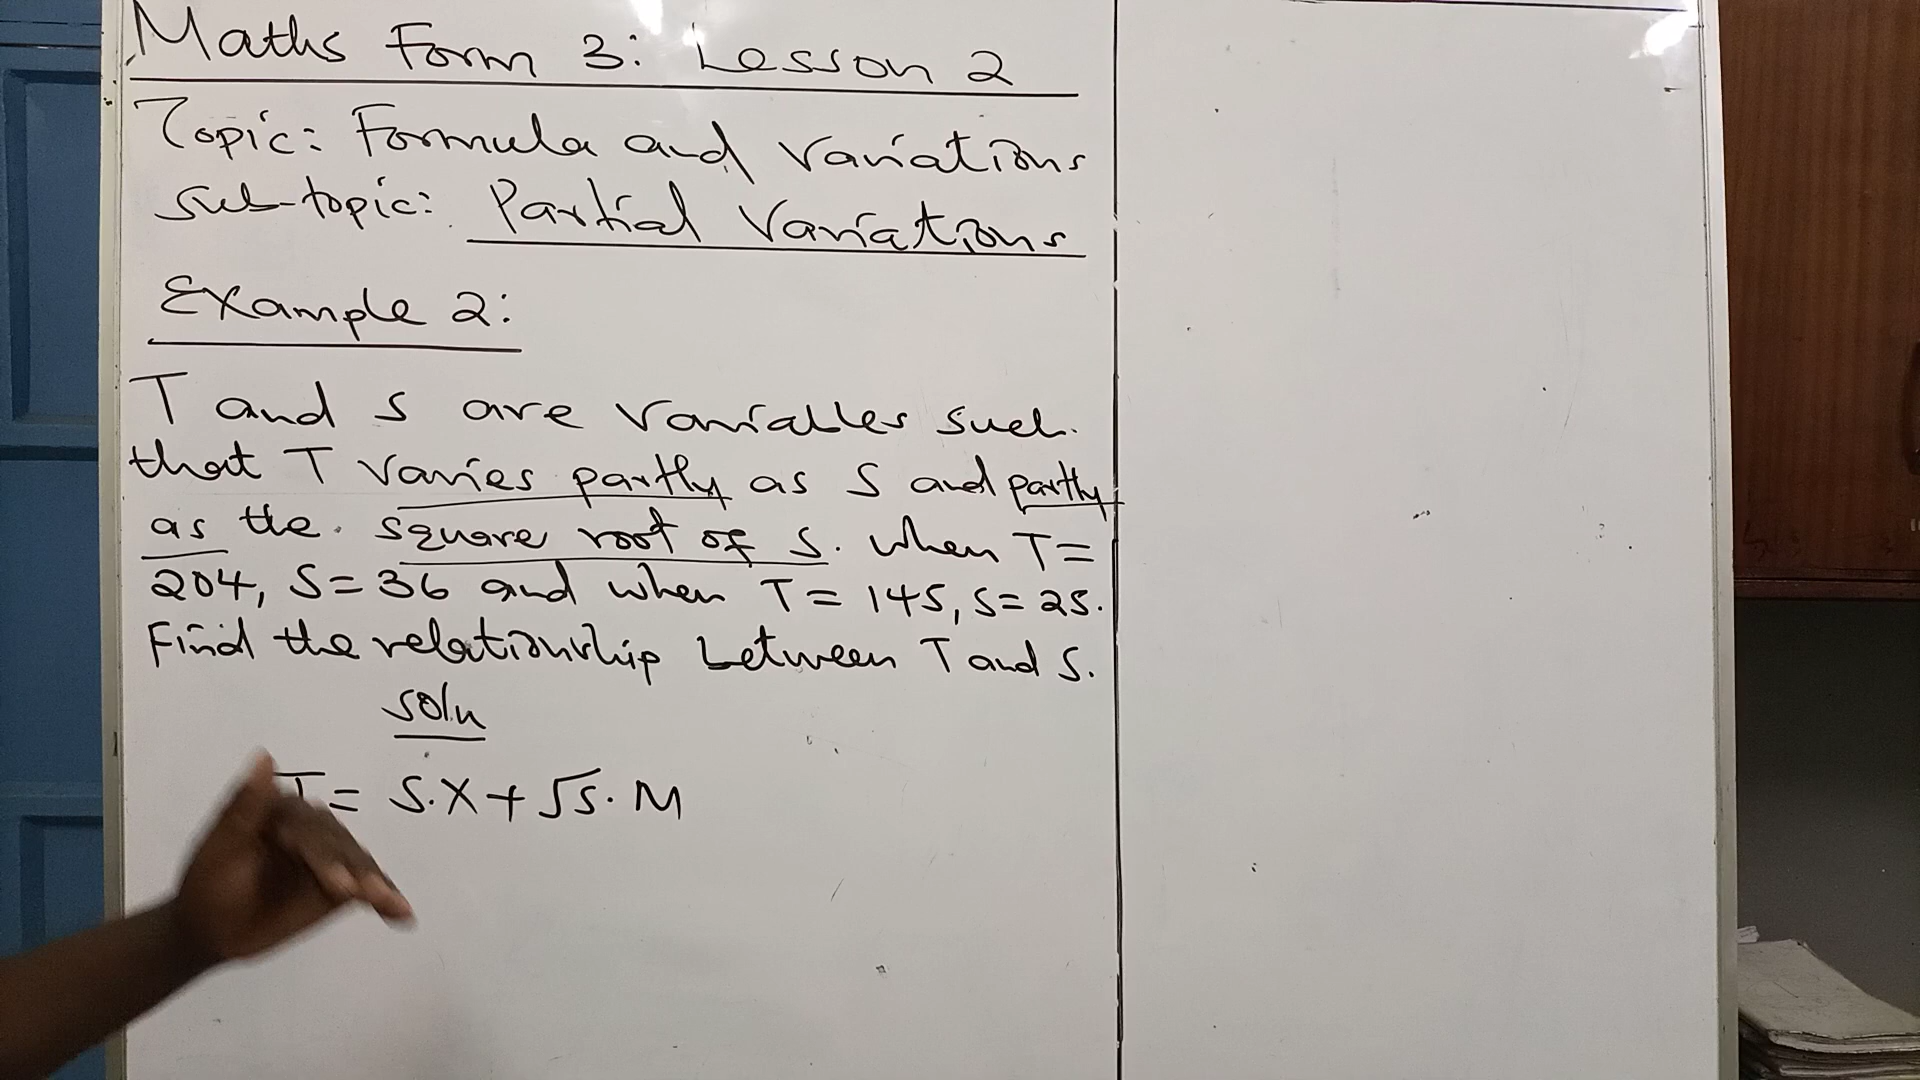 Maths Form 3: Lesson 2
Topic: Formula and Variations
Sub-topic: Partial Variations
Example 2:
T and S are variables such
that T varies partly as S and partly
as the square root of S. When T=
204, S=36 and when T=145, S=25.
Find the relationship between T and S.
Soln
T = S.X + √S. M